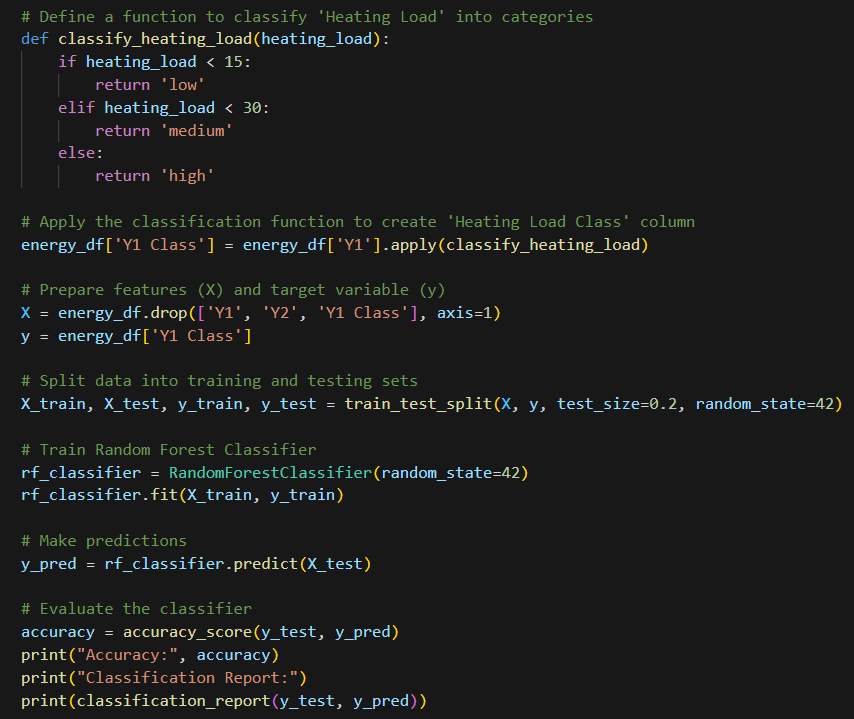 # Define a function to classify 'Heating Load' into categories
def classify_heating_load(heating_load):
    if heating_load < 15:
        return 'low'
    elif heating_load < 30:
        return 'medium'
    else:
        return 'high'

# Apply the classification function to create 'Heating Load Class' column
energy_df['Y1 Class'] = energy_df['Y1'].apply(classify_heating_load)

# Prepare features (X) and target variable (y)
X = energy_df.drop(['Y1', 'Y2', 'Y1 Class'], axis=1)
y = energy_df['Y1 Class']

# Split data into training and testing sets
X_train, X_test, y_train, y_test = train_test_split(X, y, test_size=0.2, random_state=42)

# Train Random Forest Classifier
rf_classifier = RandomForestClassifier(random_state=42)
rf_classifier.fit(X_train, y_train)

# Make predictions
y_pred = rf_classifier.predict(X_test)

# Evaluate the classifier
accuracy = accuracy_score(y_test, y_pred)
print("Accuracy:", accuracy)
print("Classification Report:")
print(classification_report(y_test, y_pred))